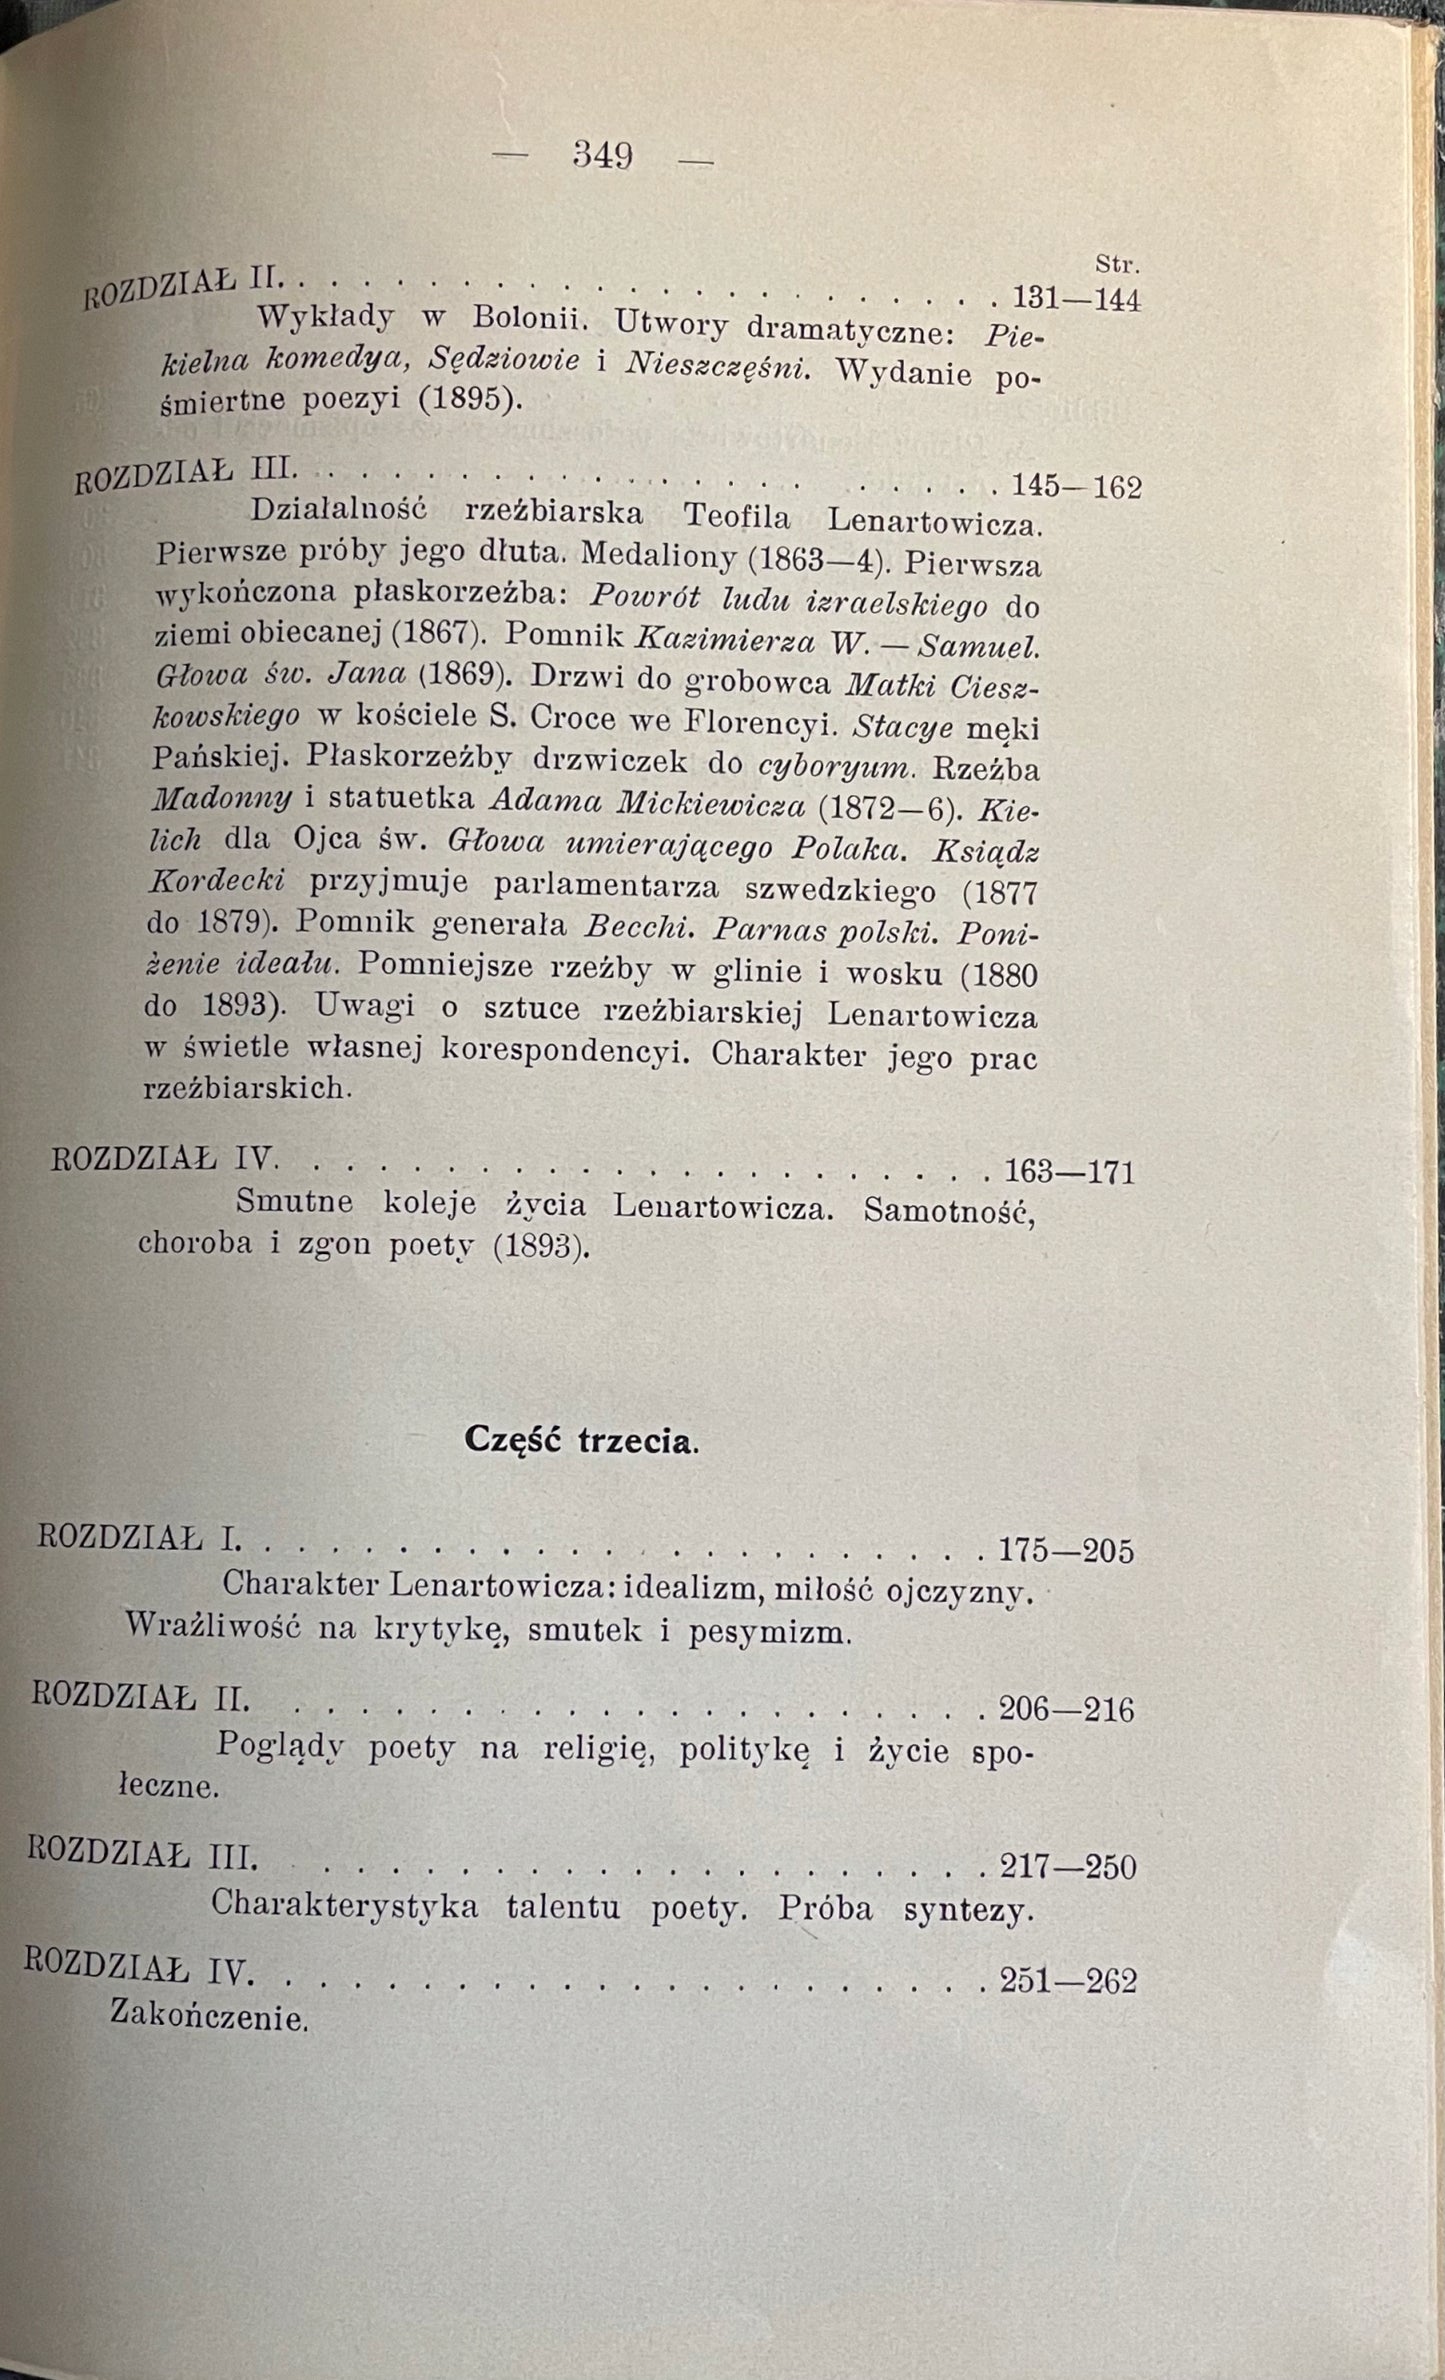 — 349 —
Str.
ROZDZIAŁ II. . . . . . . . . . . . . . . . . . . . . . 131—144
Wykłady w Bolonii. Utwory dramatyczne: Pie-
kielna komedya, Sędziowie i Nieszczęśni. Wydanie po-
śmiertne poezyi (1895).
ROZDZIAŁ III. . . . . . . . . . . . . . . . . . . . . 145—162
Działalność rzeźbiarska Teofila Lenartowicza.
Pierwsze próby jego dłuta. Medaliony (1863—4). Pierwsza
wykończona płaskorzeźba: Powrót ludu izraelskiego do
ziemi obiecanej (1867). Pomnik Kazimierza W. — Samuel.
Głowa św. Jana (1869). Drzwi do grobowca Matki Ciesz-
kowskiego w kościele S. Croce we Florencyi. Stacye męki
Pańskiej. Płaskorzeźby drzwiczek do cyboryum. Rzeźba
Madonny i statuetka Adama Mickiewicza (1872—6). Kie-
lich dla Ojca św. Głowa umierającego Polaka. Ksiądz
Kordecki przyjmuje parlamentarza szwedzkiego (1877
do 1879). Pomnik generała Becchi. Parnas polski. Poni-
żenie ideału. Pomniejsze rzeźby w glinie i wosku (1880
do 1893). Uwagi o sztuce rzeźbiarskiej Lenartowicza
w świetle własnej korespondencyi. Charakter jego prac
rzeźbiarskich.
ROZDZIAŁ IV. . . . . . . . . . . . . . . . . . . . . . 163—171
Smutne koleje życia Lenartowicza. Samotność,
choroba i zgon poety (1893).
Część trzecia.
ROZDZIAŁ I. . . . . . . . . . . . . . . . . . . . . . . 175—205
Charakter Lenartowicza: idealizm, miłość ojczyzny.
Wrażliwość na krytykę, smutek i pesymizm.
ROZDZIAŁ II. . . . . . . . . . . . . . . . . . . . . . 206—216
Poglądy poety na religię, politykę i życie spo-
łeczne.
ROZDZIAŁ III. . . . . . . . . . . . . . . . . . . . . 217—250
Charakterystyka talentu poety. Próba syntezy.
ROZDZIAŁ IV. . . . . . . . . . . . . . . . . . . . . . 251—262
Zakończenie.